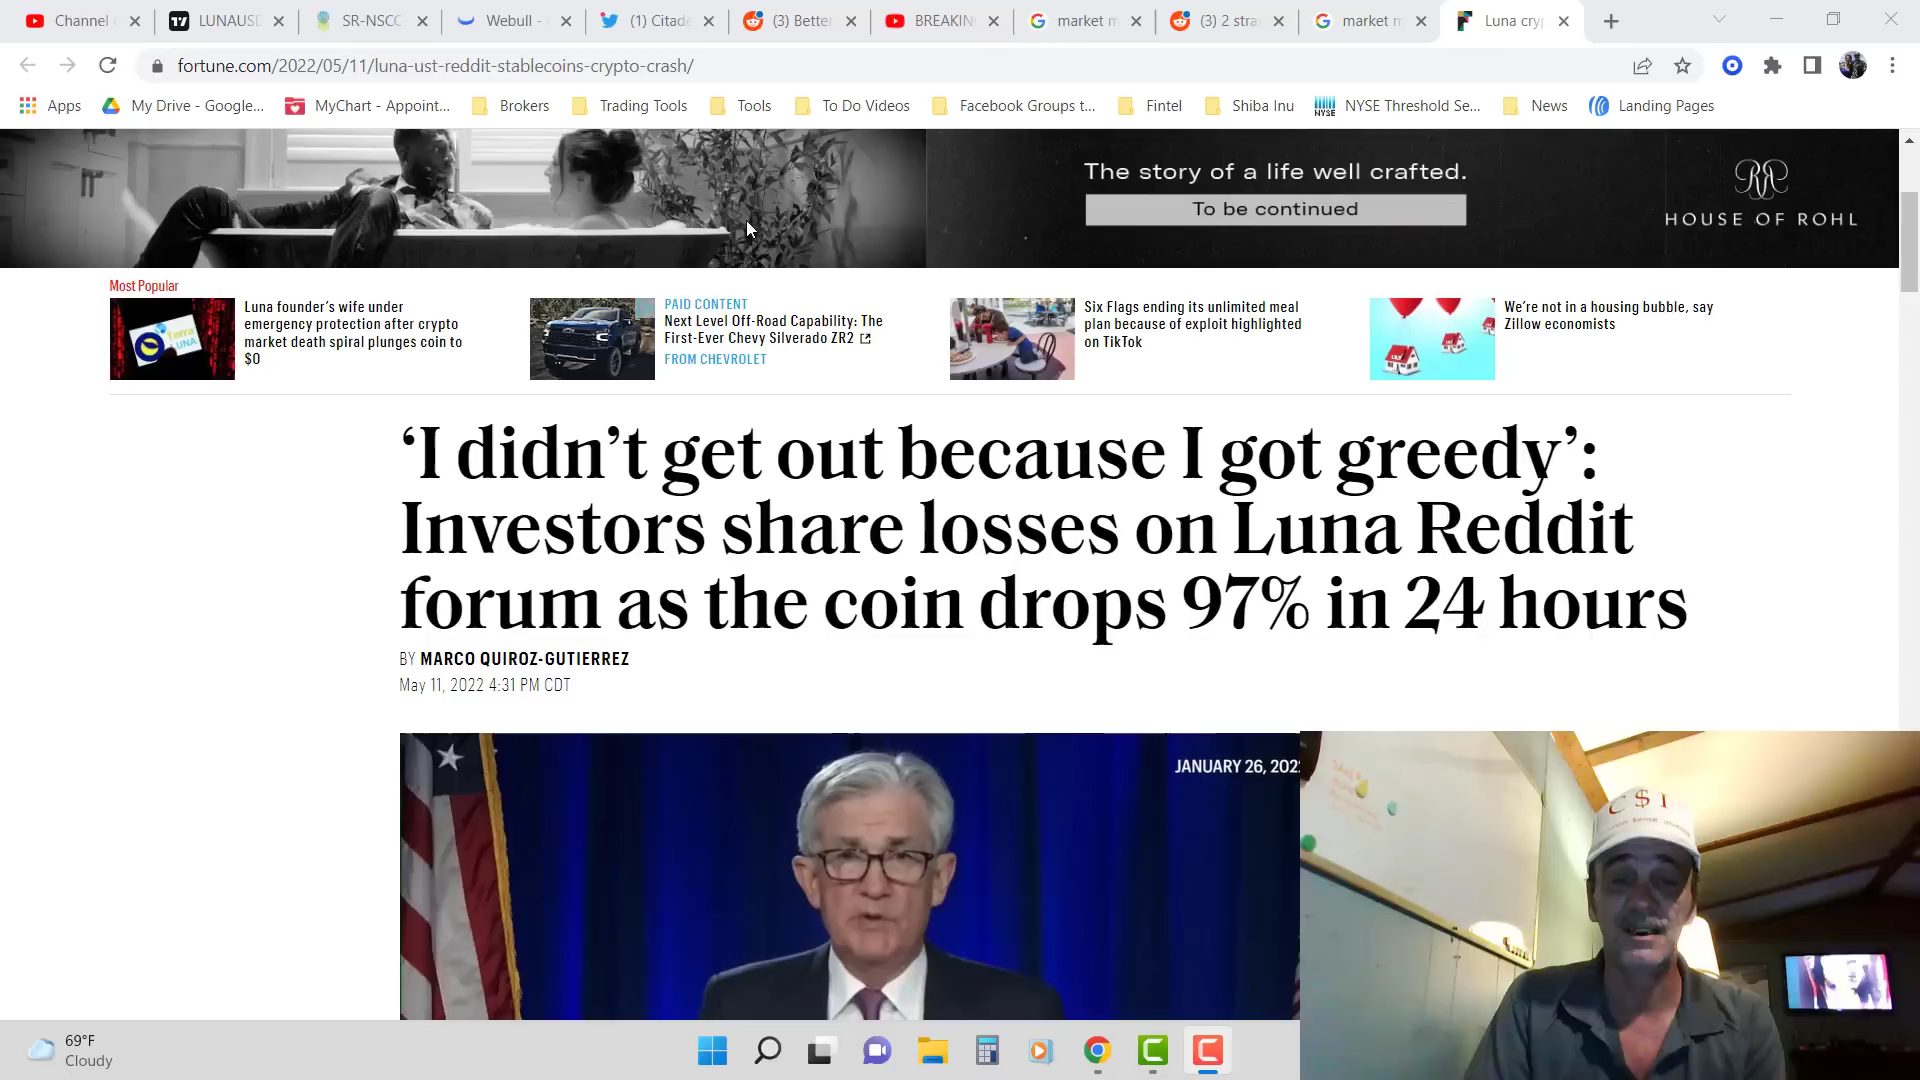 Channel
LUNAUSD
SR-NSCC
Webull -
(1) Citade
(3) Better
BREAKIN
market m
(3) 2 stra
market m
Luna cryp
fortune.com/2022/05/11/luna-ust-reddit-stablecoins-crypto-crash/
Apps
My Drive - Google...
MyChart - Appoint...
Brokers
Trading Tools
Tools
To Do Videos
Facebook Groups t...
Fintel
Shiba Inu
NYSE
NYSE Threshold Se...
News
Landing Pages
The story of a life well crafted.
To be continued
HOUSE OF ROHL
Most Popular
Luna founder’s wife under
emergency protection after crypto
market death spiral plunges coin to
$0
PAID CONTENT
Next Level Off-Road Capability: The
First-Ever Chevy Silverado ZR2
FROM CHEVROLET
Six Flags ending its unlimited meal
plan because of exploit highlighted
on TikTok
We’re not in a housing bubble, say
Zillow economists
Terra
LUNA
‘I didn’t get out because I got greedy’:
Investors share losses on Luna Reddit
forum as the coin drops 97% in 24 hours
BY MARCO QUIROZ-GUTIERREZ
May 11, 2022 4:31 PM CDT
JANUARY 26, 202
C $ I
69°F
Cloudy